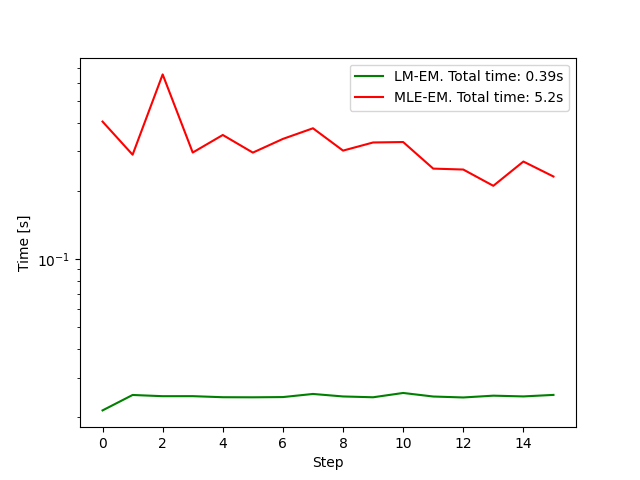 LM-EM. Total time: 0.39s
MLE-EM. Total time: 5.2s
Time [s]
10⁻¹
0 2 4 6 8 10 12 14
Step